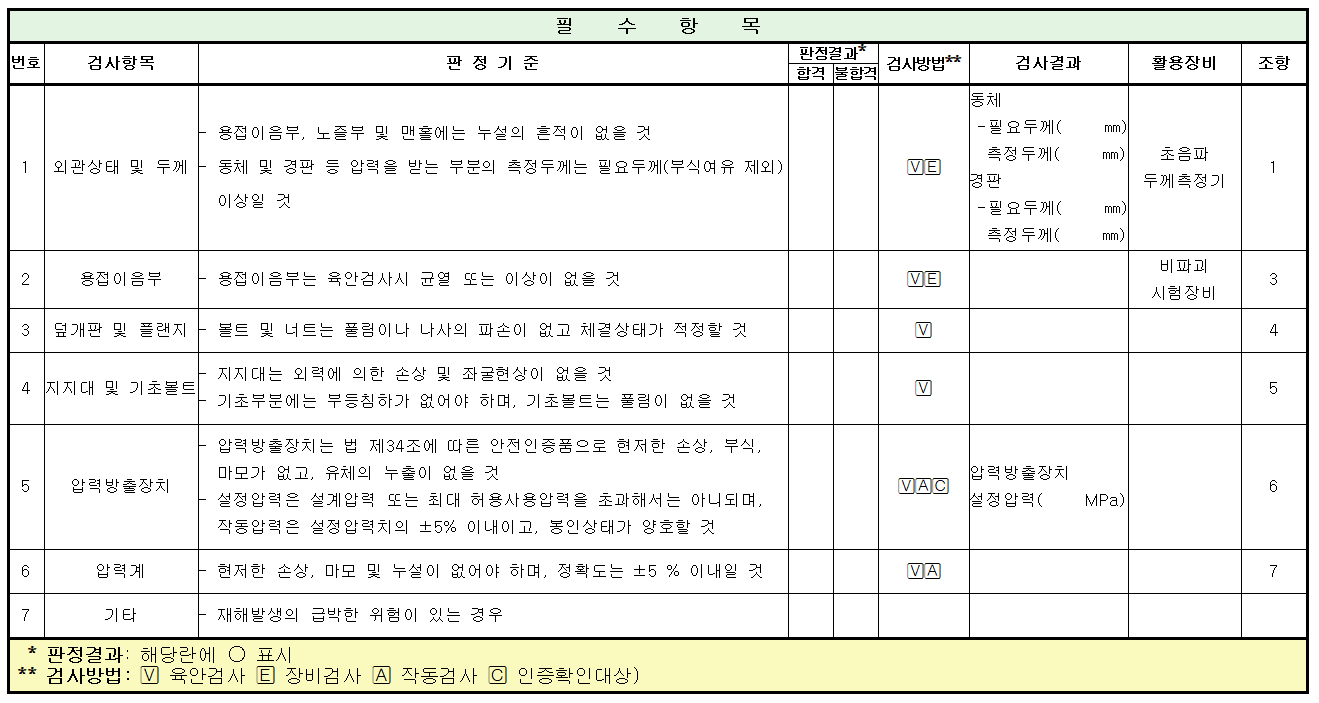 필 수 항 목
번호 검사항목 판 정 기 준 판정결과* 검사방법** 검사결과 활용장비 조항
합격 불합격
1 외관상태 및 두께
- 용접이음부, 노즐부 및 맨홀에는 누설의 흔적이 없을 것
- 동체 및 경판 등 압력을 받는 부분의 측정두께는 필요두께(부식여유 제외)
이상일 것
V E
동체
-필요두께( ㎜)
측정두께( ㎜)
경판
-필요두께( ㎜)
측정두께( ㎜)
초음파
두께측정기
1
2 용접이음부 - 용접이음부는 육안검사시 균열 또는 이상이 없을 것 V E
비파괴
시험장비
3
3 덮개판 및 플랜지 - 볼트 및 너트는 풀림이나 나사의 파손이 없고 체결상태가 적정할 것 V 4
4 지지대 및 기초볼트
- 지지대는 외력에 의한 손상 및 좌굴현상이 없을 것
- 기초부분에는 부등침하가 없어야 하며, 기초볼트는 풀림이 없을 것
V 5
5 압력방출장치
- 압력방출장치는 법 제34조에 따른 안전인증품으로 현저한 손상, 부식,
마모가 없고, 유체의 누출이 없을 것
- 설정압력은 설계압력 또는 최대 허용사용압력을 초과해서는 아니되며,
작동압력은 설정압력치의 ±5% 이내이고, 봉인상태가 양호할 것
V A C
압력방출장치
설정압력( MPa)
6
6 압력계 - 현저한 손상, 마모 및 누설이 없어야 하며, 정확도는 ±5 % 이내일 것 V A 7
7 기타 - 재해발생의 급박한 위험이 있는 경우
* 판정결과: 해당란에 ○ 표시
** 검사방법: V 육안검사 E 장비검사 A 작동검사 C 인증확인대상)